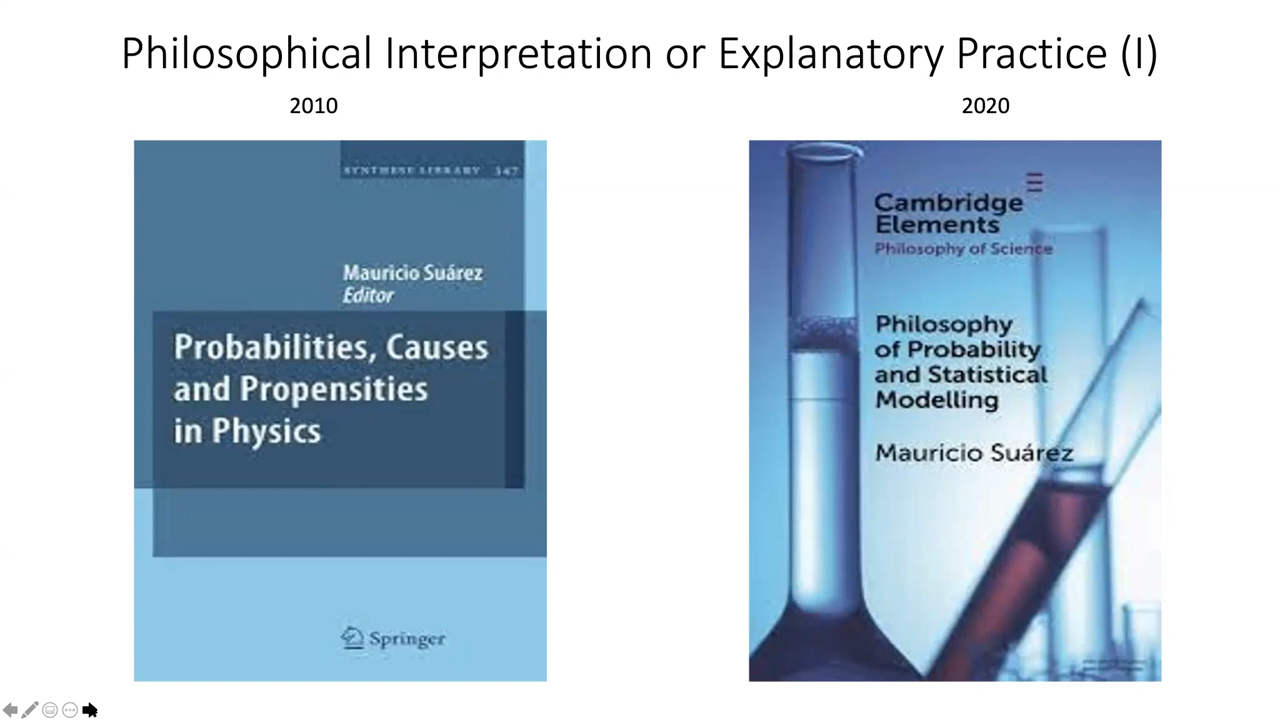 Philosophical Interpretation or Explanatory Practice (I)
2010
2020
SYNTHESE LIBRARY 347
Mauricio Suárez
Editor
Probabilities, Causes
and Propensities
in Physics
Springer
Cambridge
Elements
Philosophy of Science
Philosophy
of Probability
and Statistical
Modelling
Mauricio Suárez